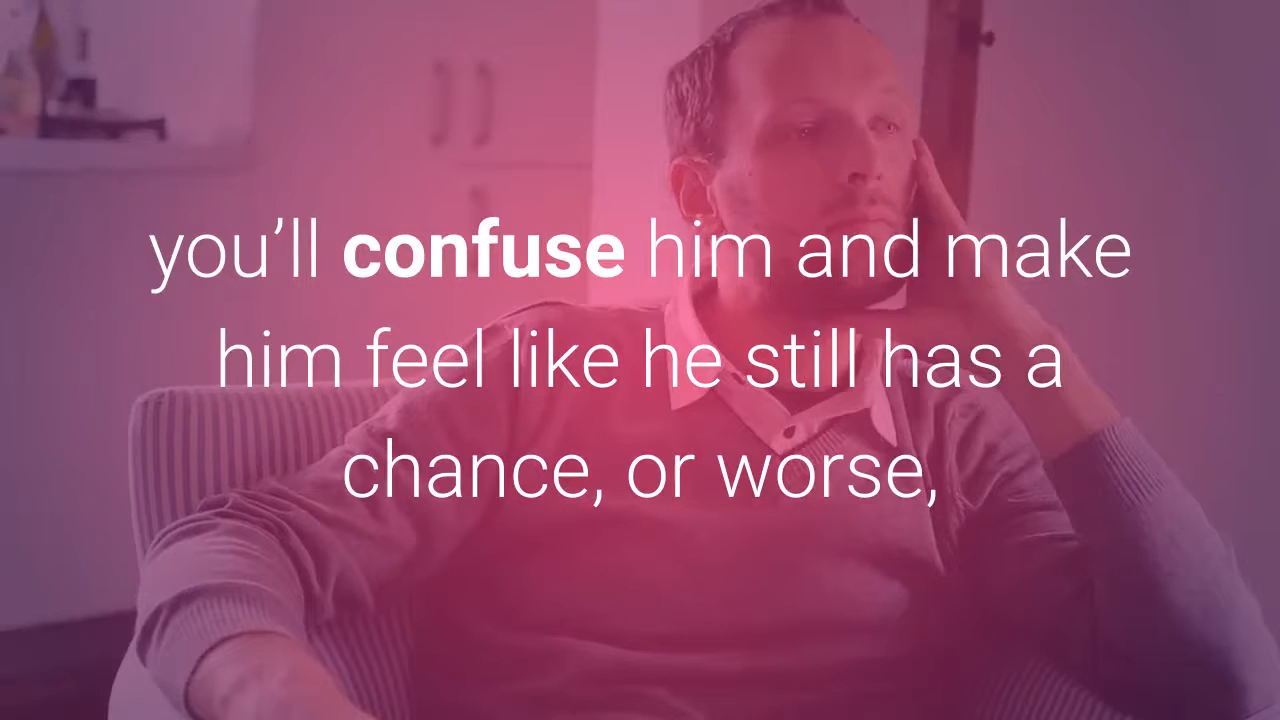 you’ll confuse him and make
him feel like he still has a
chance, or worse,